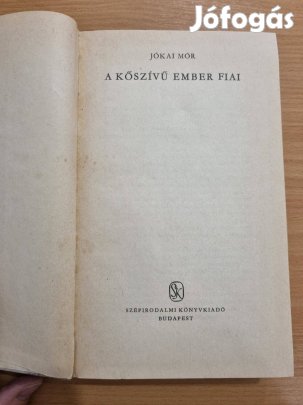 Jófogás
JÓKAI MÓR
A KŐSZÍVŰ EMBER FIAI
SZÉPIRODALMI KÖNYVKIADÓ
BUDAPEST